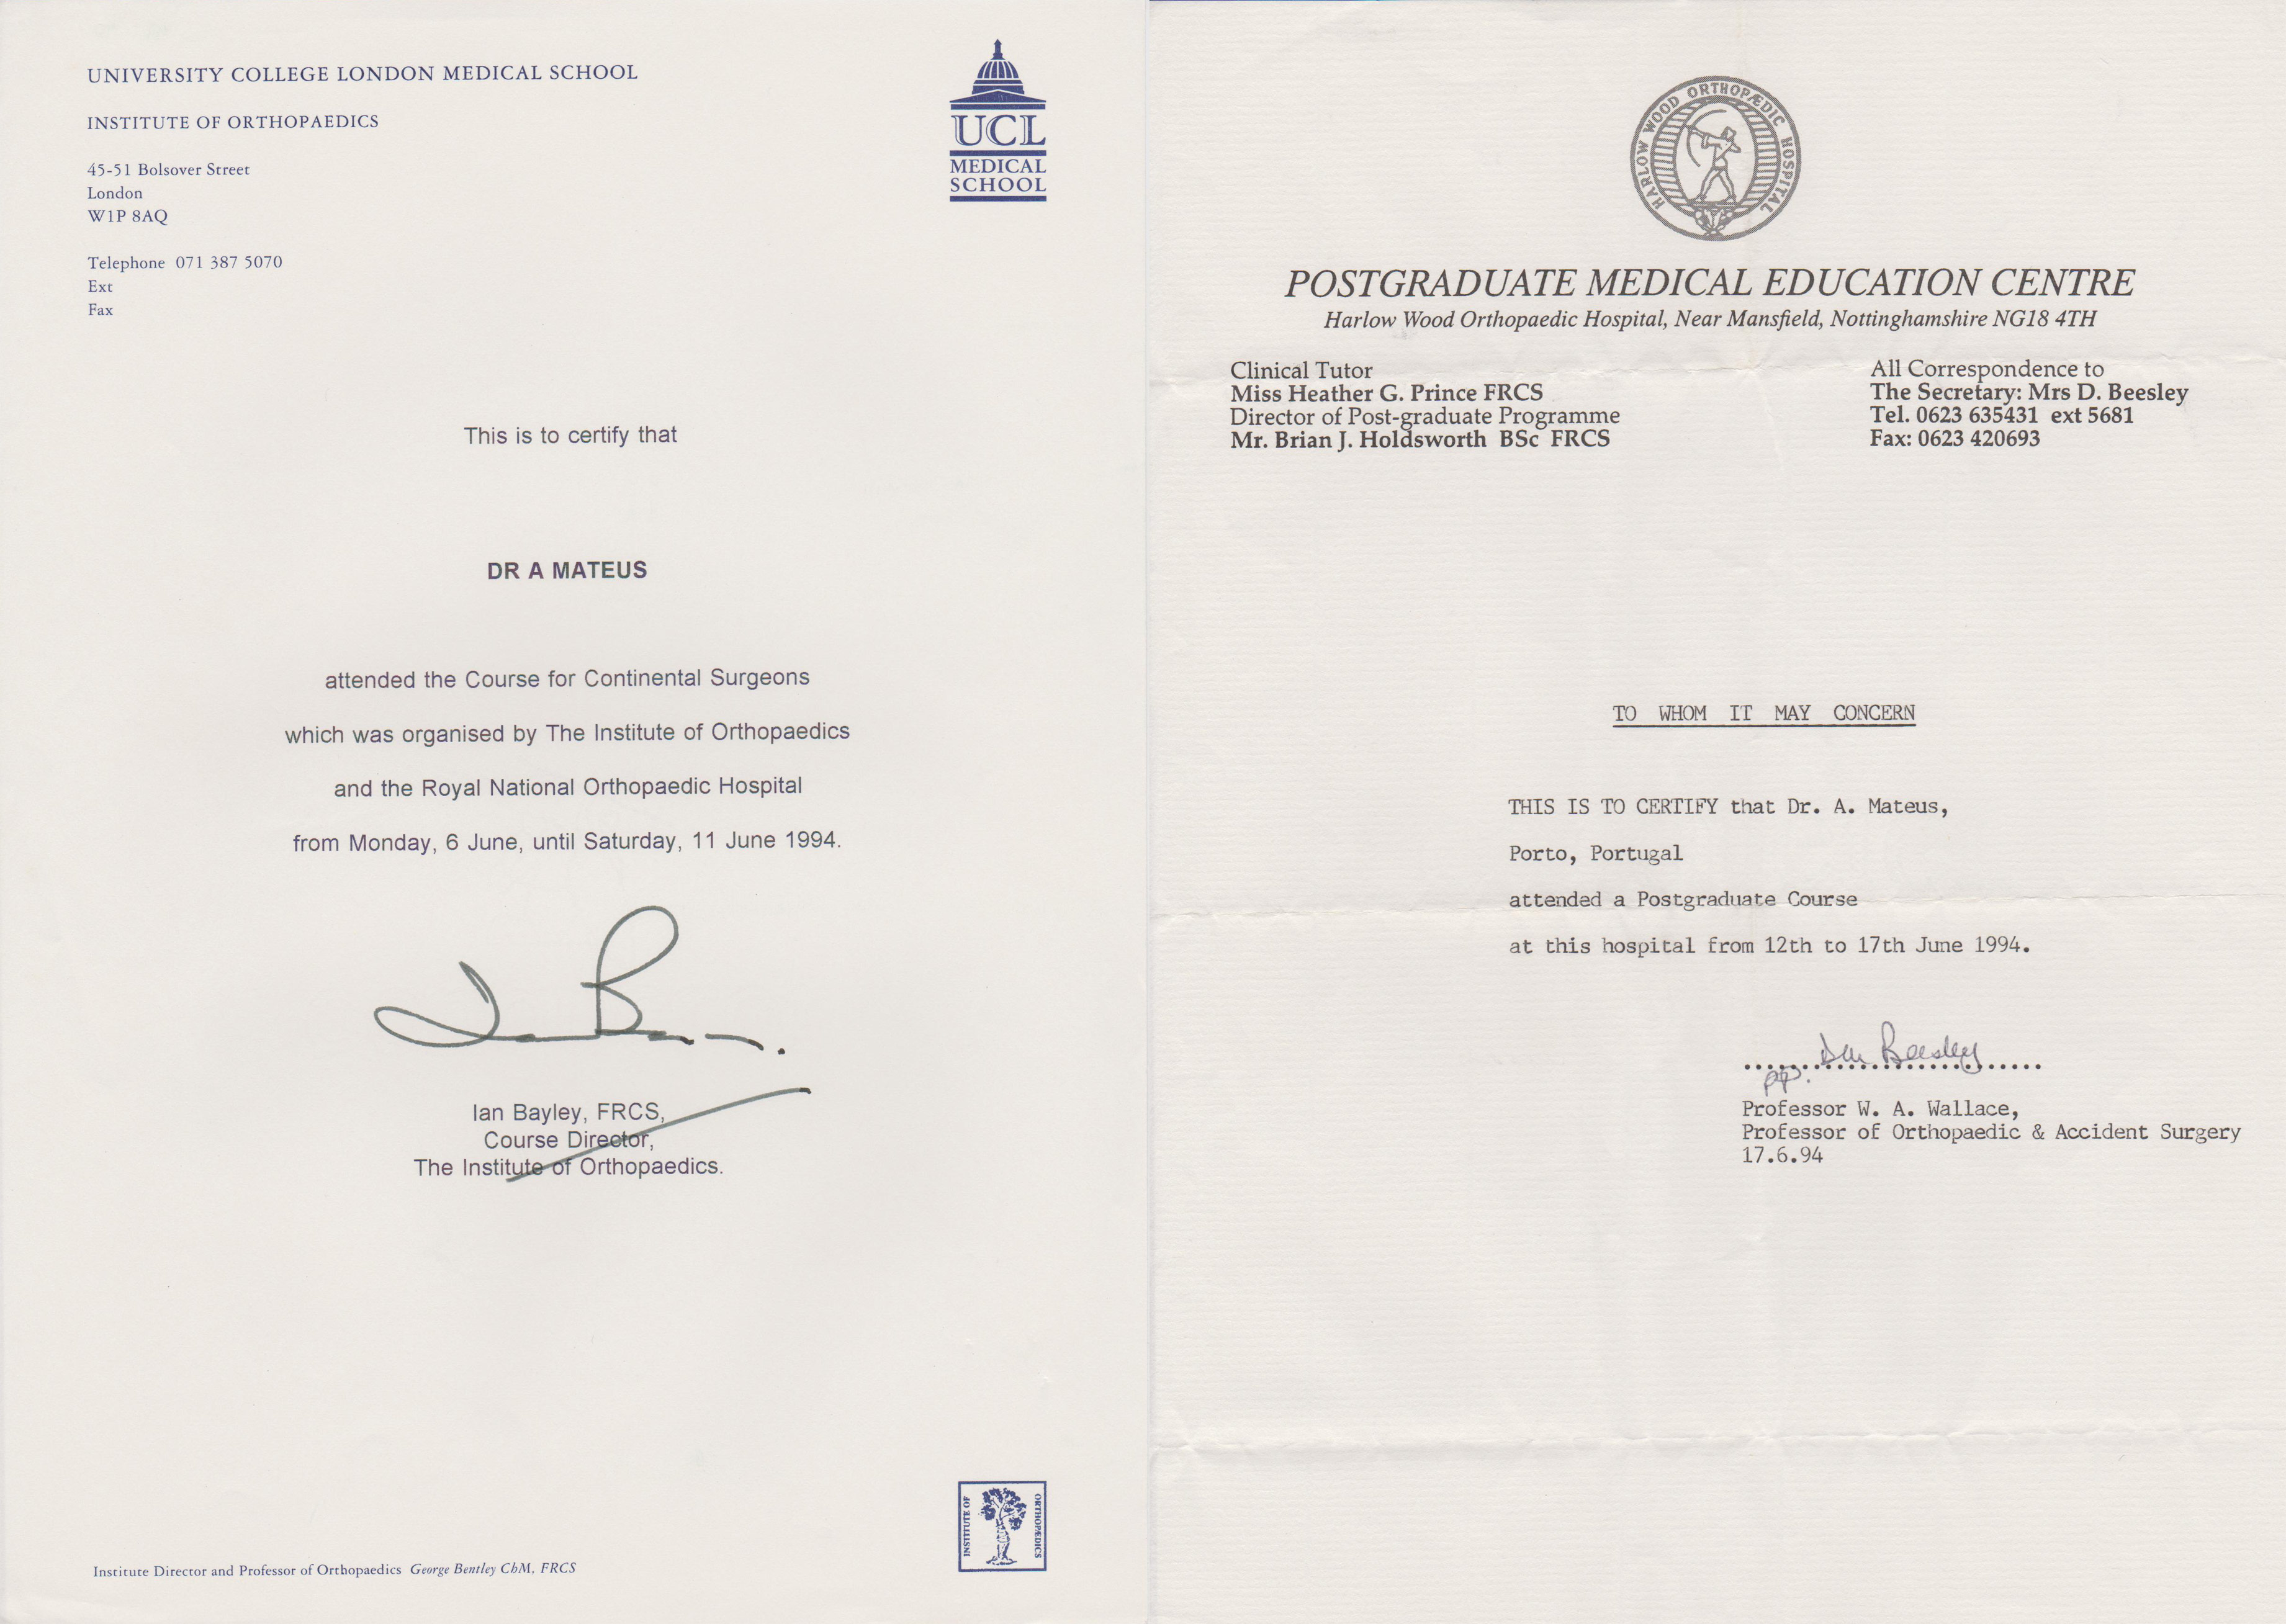 UNIVERSITY COLLEGE LONDON MEDICAL SCHOOL
INSTITUTE OF ORTHOPAEDICS
45-51 Bolsover Street
London
W1P 8AQ
Telephone 071 387 5070
Ext
Fax
UCL
MEDICAL
SCHOOL
This is to certify that
DR A MATEUS
attended the Course for Continental Surgeons
which was organised by The Institute of Orthopaedics
and the Royal National Orthopaedic Hospital
from Monday, 6 June, until Saturday, 11 June 1994.
Ian Bayley, FRCS,
Course Director,
The Institute of Orthopaedics.
INSTITUTE OF
ORTHOPÆDICS
Institute Director and Professor of Orthopaedics George Bentley ChM, FRCS
HARLOW WOOD ORTHOPÆDIC HOSPITAL
POSTGRADUATE MEDICAL EDUCATION CENTRE
Harlow Wood Orthopaedic Hospital, Near Mansfield, Nottinghamshire NG18 4TH
Clinical Tutor
Miss Heather G. Prince FRCS
Director of Post-graduate Programme
Mr. Brian J. Holdsworth BSc FRCS
All Correspondence to
The Secretary: Mrs D. Beesley
Tel. 0623 635431 ext 5681
Fax: 0623 420693
TO WHOM IT MAY CONCERN
THIS IS TO CERTIFY that Dr. A. Mateus,
Porto, Portugal
attended a Postgraduate Course
at this hospital from 12th to 17th June 1994.
Beesley
pp.
Professor W. A. Wallace,
Professor of Orthopaedic & Accident Surgery
17.6.94